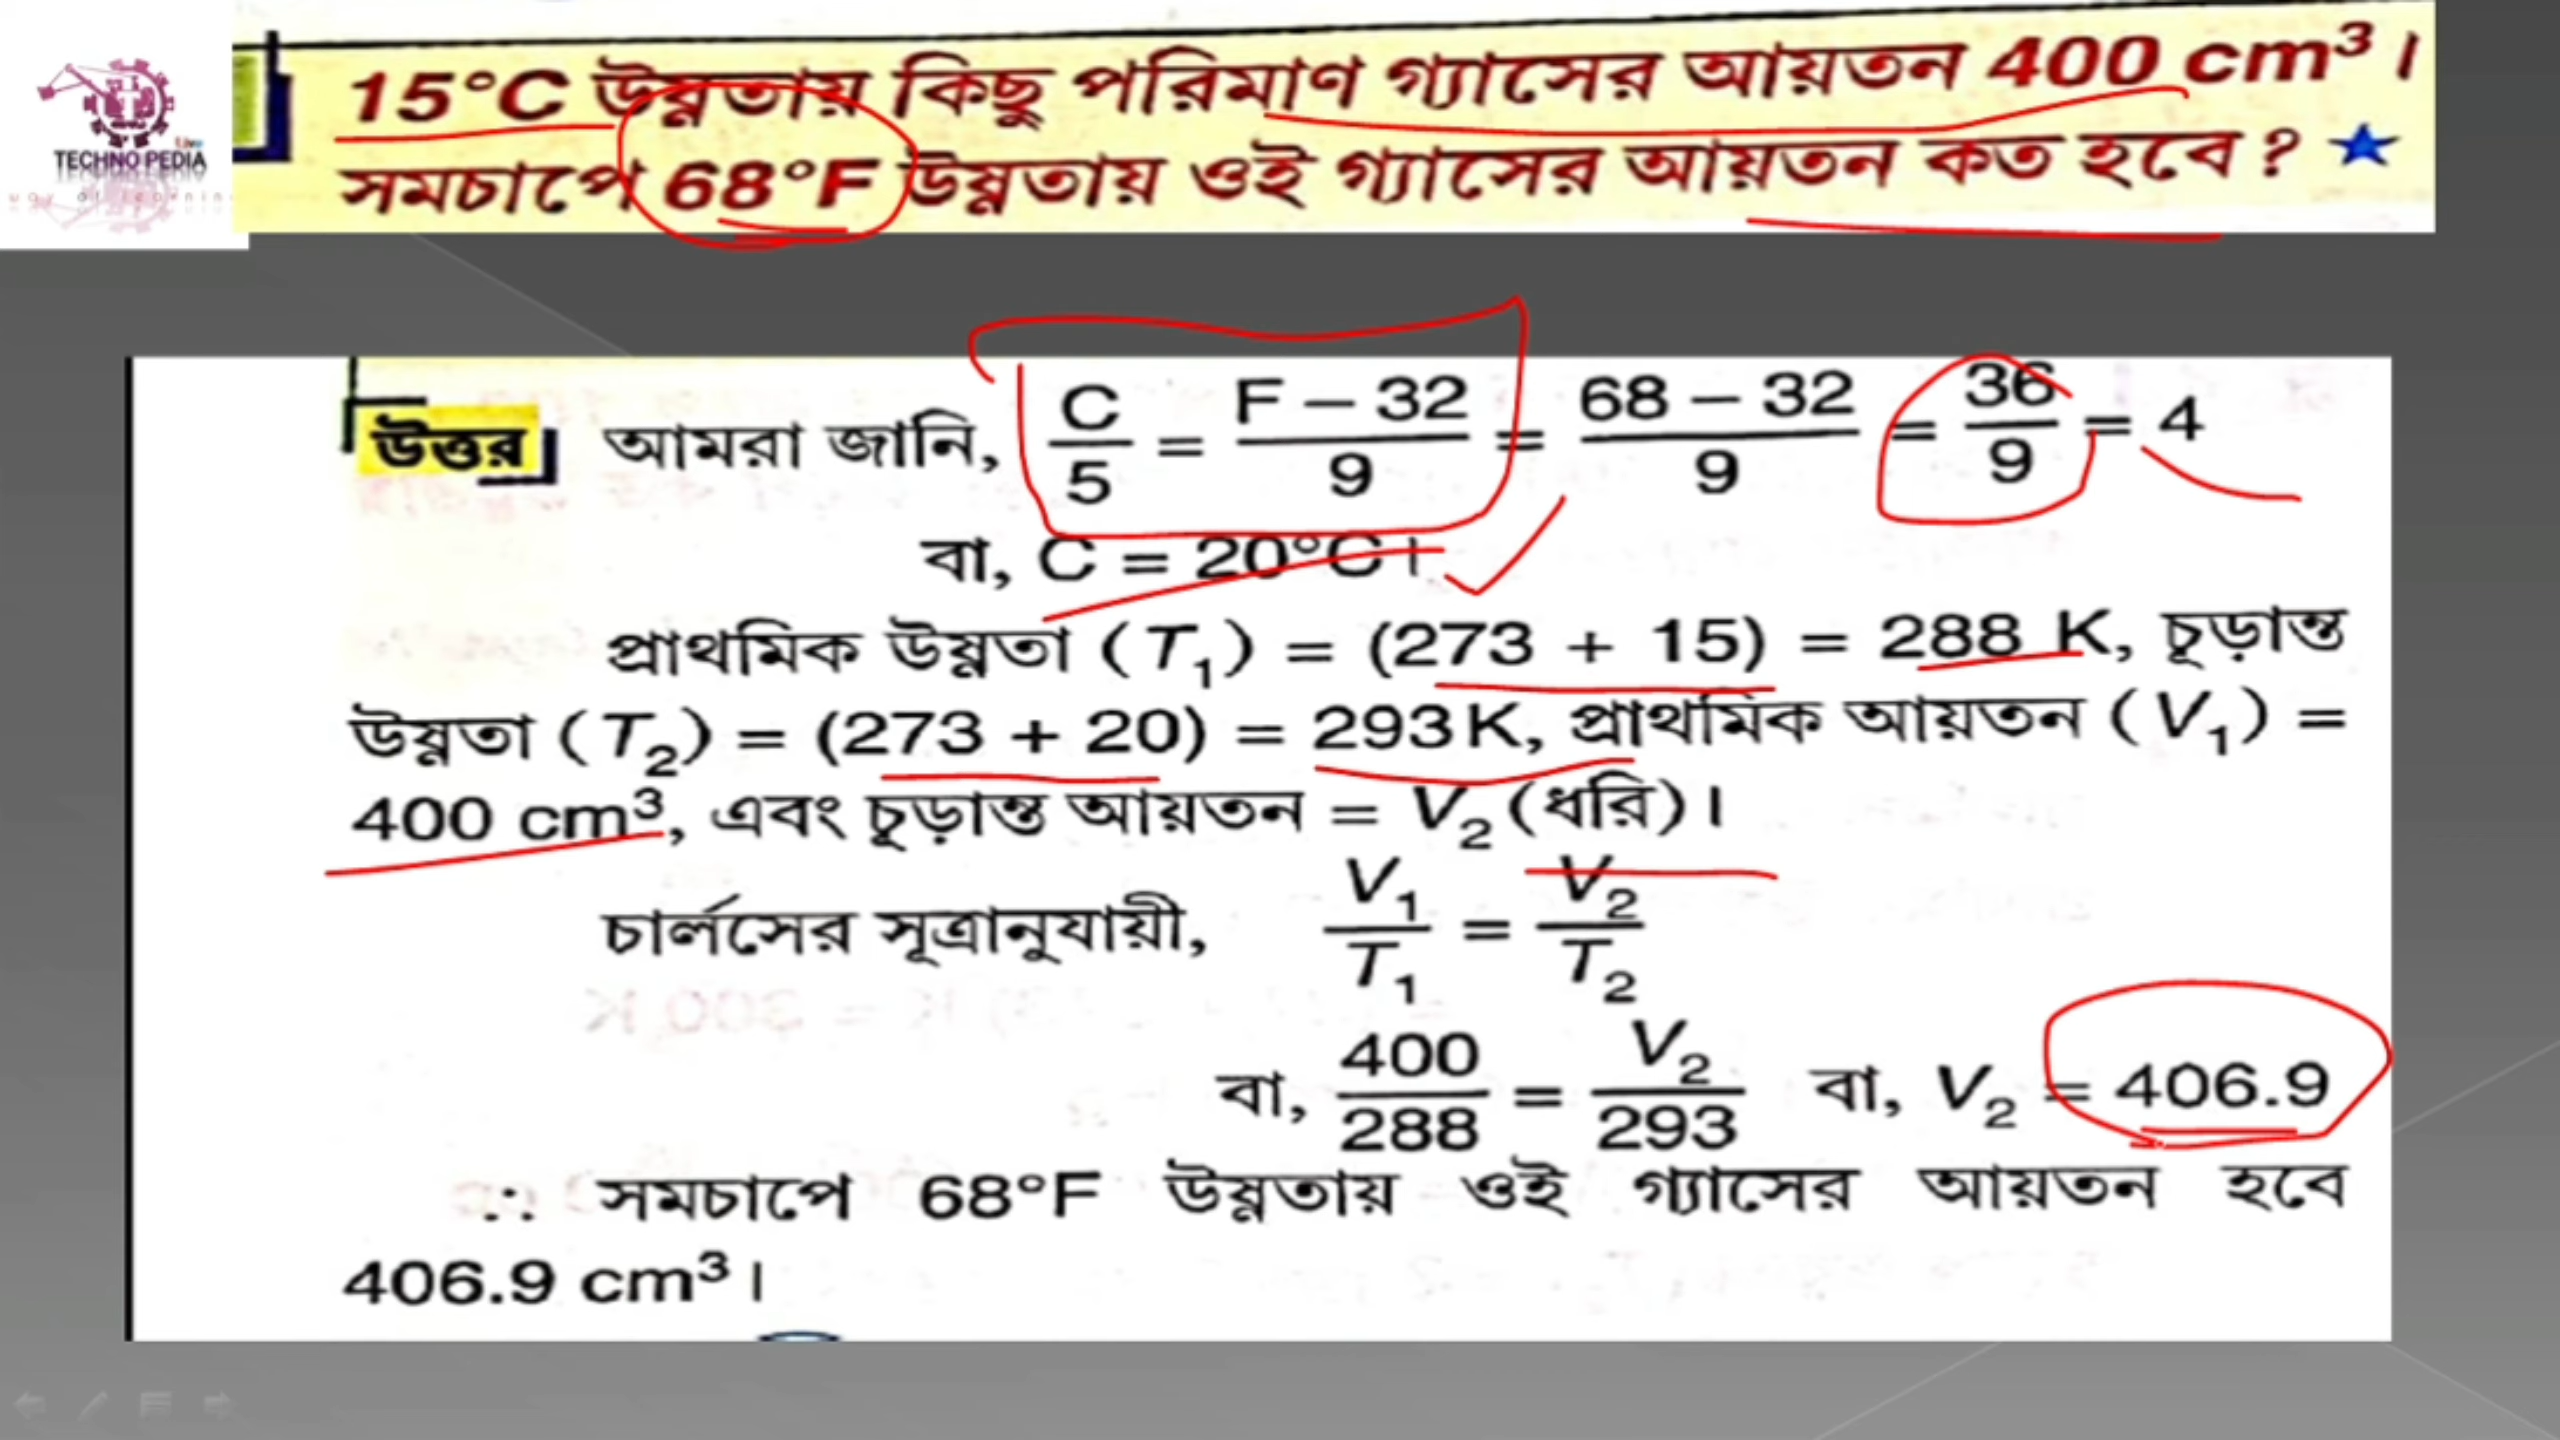 15°C উষ্ণতায় কিছু পরিমাণ গ্যাসের আয়তন 400 cm³।
সমচাপে 68°F উষ্ণতায় ওই গ্যাসের আয়তন কত হবে? ★
TECHNO PEDIA
উত্তর আমরা জানি, C/5 = (F – 32)/9 = (68 – 32)/9 = 36/9 = 4
বা, C = 20°C।
প্রাথমিক উষ্ণতা (T₁) = (273 + 15) = 288 K, চূড়ান্ত
উষ্ণতা (T₂) = (273 + 20) = 293 K, প্রাথমিক আয়তন (V₁) =
400 cm³, এবং চূড়ান্ত আয়তন = V₂ (ধরি)।
চার্লসের সূত্রানুযায়ী, V₁/T₁ = V₂/T₂
বা, 400/288 = V₂/293 বা, V₂ = 406.9
∴ সমচাপে 68°F উষ্ণতায় ওই গ্যাসের আয়তন হবে
406.9 cm³।